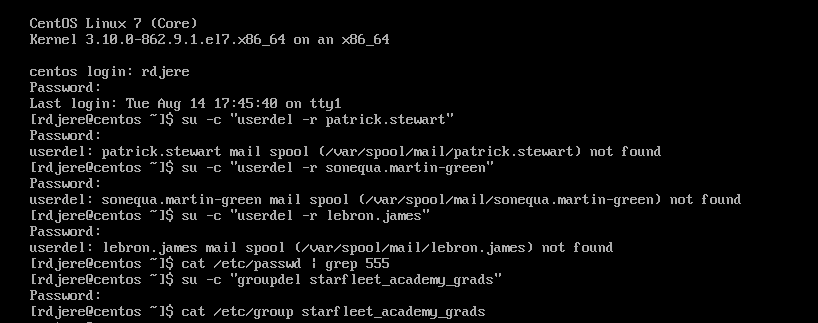 CentOS Linux 7 (Core)
Kernel 3.10.0-862.9.1.el7.x86_64 on an x86_64
centos login: rdjere
Password:
Last login: Tue Aug 14 17:45:40 on tty1
[rdjere@centos ~]$ su -c "userdel -r patrick.stewart"
Password:
userdel: patrick.stewart mail spool (/var/spool/mail/patrick.stewart) not found
[rdjere@centos ~]$ su -c "userdel -r sonequa.martin-green"
Password:
userdel: sonequa.martin-green mail spool (/var/spool/mail/sonequa.martin-green) not found
[rdjere@centos ~]$ su -c "userdel -r lebron.james"
Password:
userdel: lebron.james mail spool (/var/spool/mail/lebron.james) not found
[rdjere@centos ~]$ cat /etc/passwd | grep 555
[rdjere@centos ~]$ su -c "groupdel starfleet_academy_grads"
Password:
[rdjere@centos ~]$ cat /etc/group starfleet_academy_grads